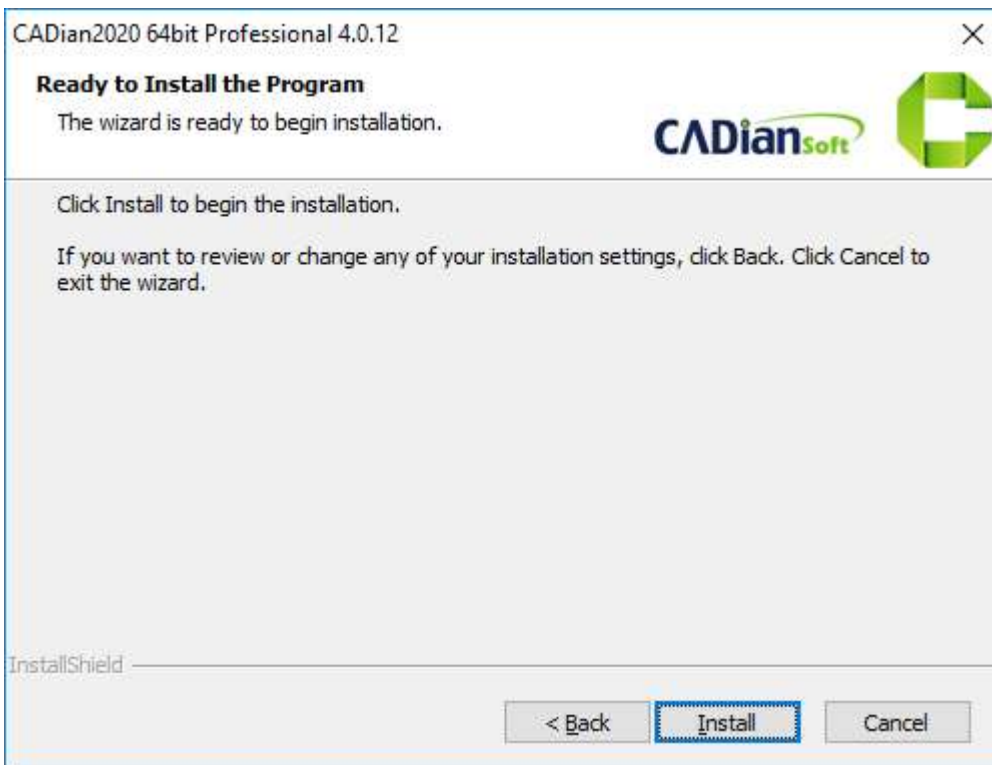 CADian2020 64bit Professional 4.0.12
Ready to Install the Program
The wizard is ready to begin installation.
CADianSoft
Click Install to begin the installation.
If you want to review or change any of your installation settings, click Back. Click Cancel to
exit the wizard.
InstallShield
< Back
Install
Cancel